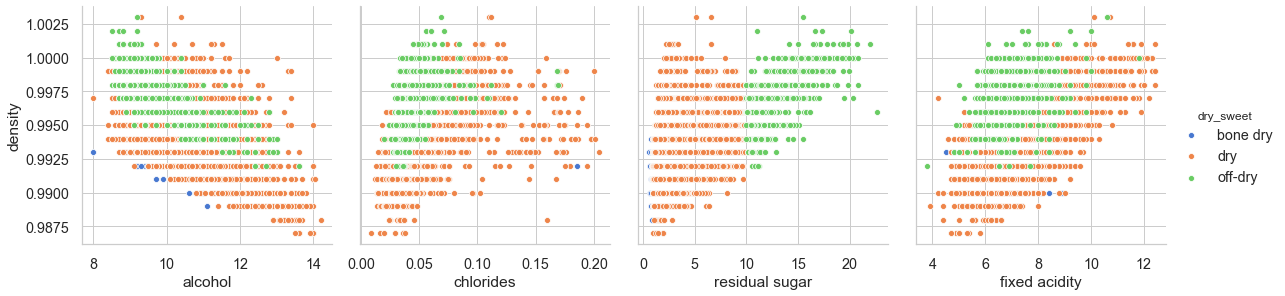 density
1.0025
1.0000
0.9975
0.9950
0.9925
0.9900
0.9875
8 10 12 14
alcohol
0.00 0.05 0.10 0.15 0.20
chlorides
0 5 10 15 20
residual sugar
4 6 8 10 12
fixed acidity
dry_sweet
bone dry
dry
off-dry